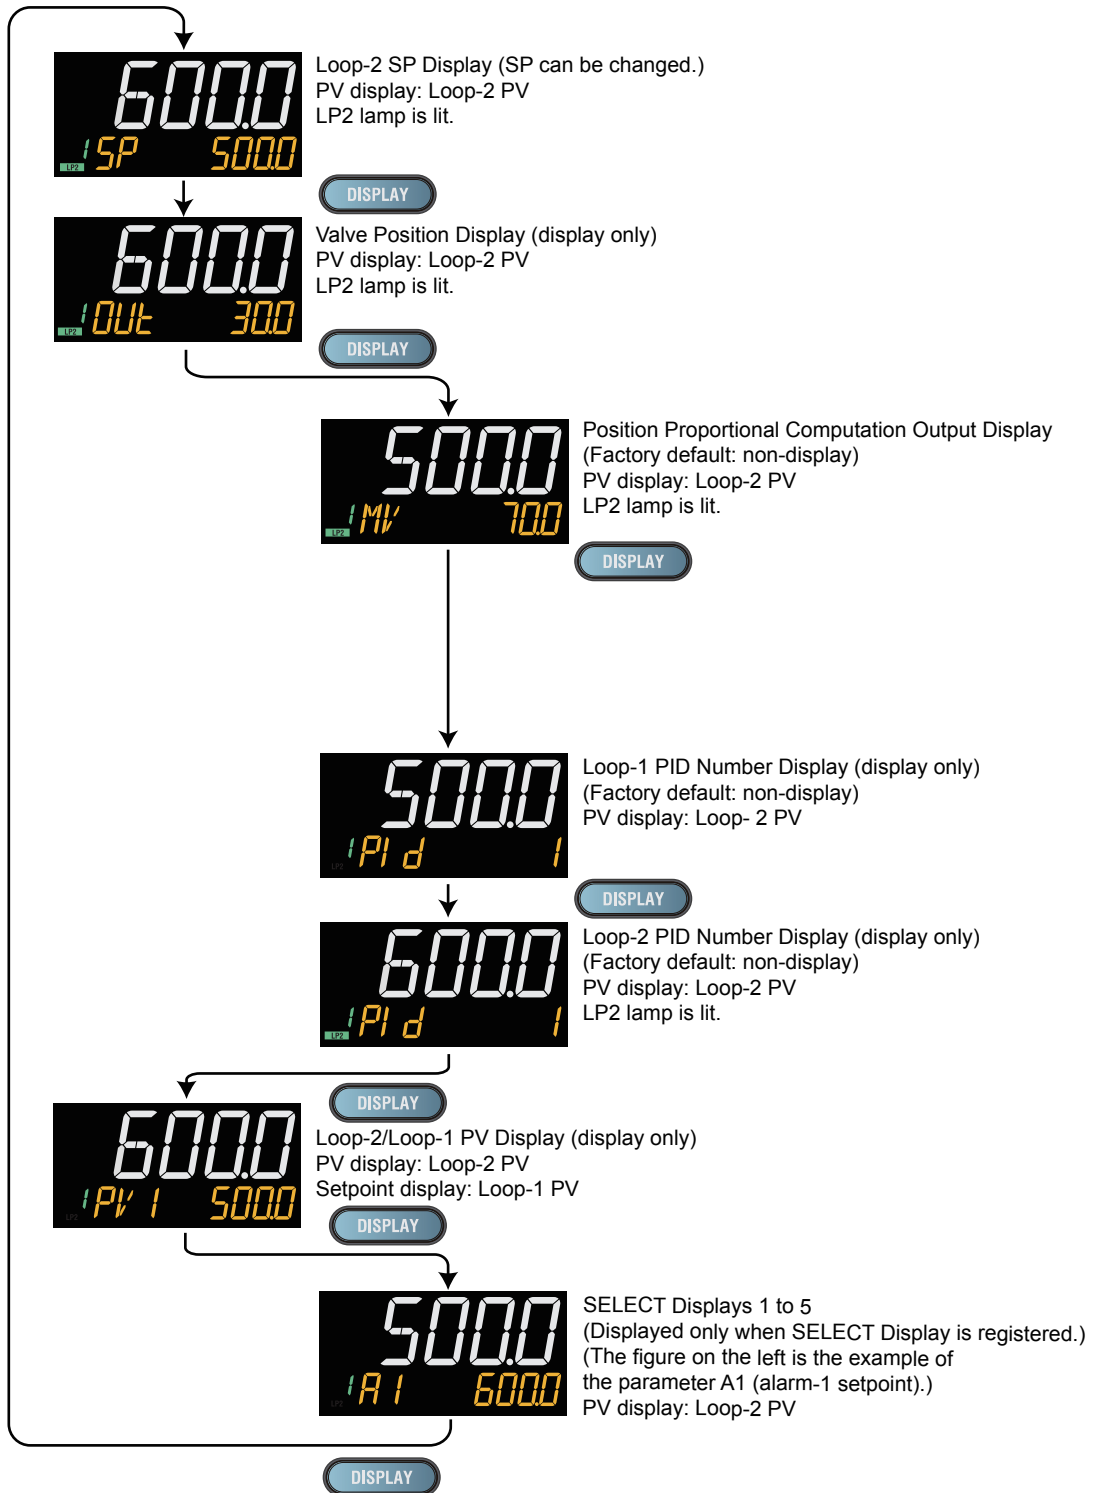 600.0
Loop-2 SP Display (SP can be changed.)
PV display: Loop-2 PV
LP2 lamp is lit.
LP2 1 SP 500.0
DISPLAY
600.0
Valve Position Display (display only)
PV display: Loop-2 PV
LP2 lamp is lit.
LP2 1 OUt 30.0
DISPLAY
500.0
Position Proportional Computation Output Display
(Factory default: non-display)
PV display: Loop-2 PV
LP2 lamp is lit.
LP2 1 MV 70.0
DISPLAY
500.0
Loop-1 PID Number Display (display only)
(Factory default: non-display)
PV display: Loop- 2 PV
LP2 1 PId 1
DISPLAY
600.0
Loop-2 PID Number Display (display only)
(Factory default: non-display)
PV display: Loop-2 PV
LP2 lamp is lit.
LP2 1 PId 1
DISPLAY
600.0
Loop-2/Loop-1 PV Display (display only)
PV display: Loop-2 PV
Setpoint display: Loop-1 PV
LP2 1 PV 1 500.0
DISPLAY
500.0
SELECT Displays 1 to 5
(Displayed only when SELECT Display is registered.)
(The figure on the left is the example of
the parameter A1 (alarm-1 setpoint).)
PV display: Loop-2 PV
LP2 1 A1 600.0
DISPLAY